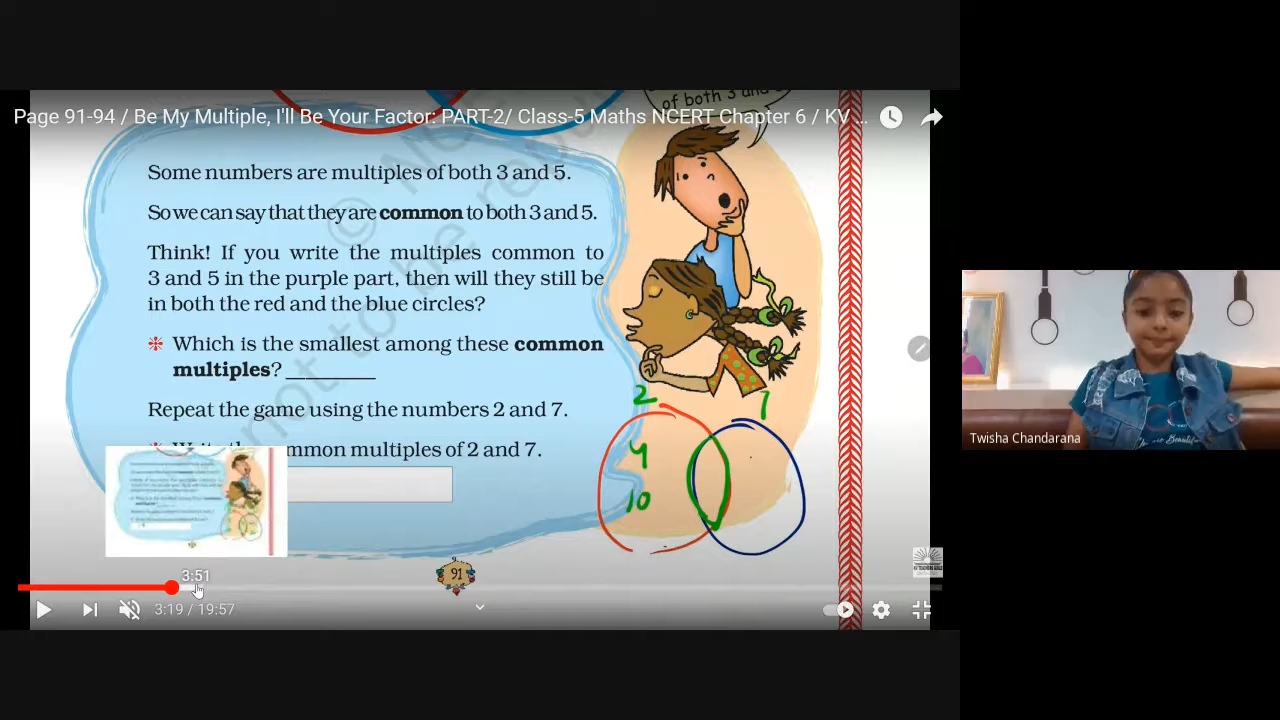 of both 3 and
Page 91-94 / Be My Multiple, I'll Be Your Factor: PART-2/ Class-5 Maths NCERT Chapter 6 / KV ...
Some numbers are multiples of both 3 and 5.
So we can say that they are common to both 3 and 5.
Think! If you write the multiples common to
3 and 5 in the purple part, then will they still be
in both the red and the blue circles?
Which is the smallest among these common
multiples? ________
Repeat the game using the numbers 2 and 7.
mmon multiples of 2 and 7.
2
7
4
10
91
3:51
3:19 / 19:57
Twisha Chandarana